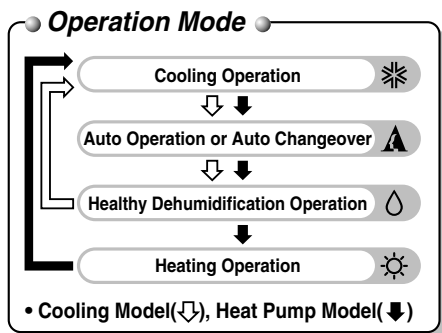 Operation Mode
Cooling Operation
Auto Operation or Auto Changeover
Healthy Dehumidification Operation
Heating Operation
• Cooling Model(⇩), Heat Pump Model(⬇)